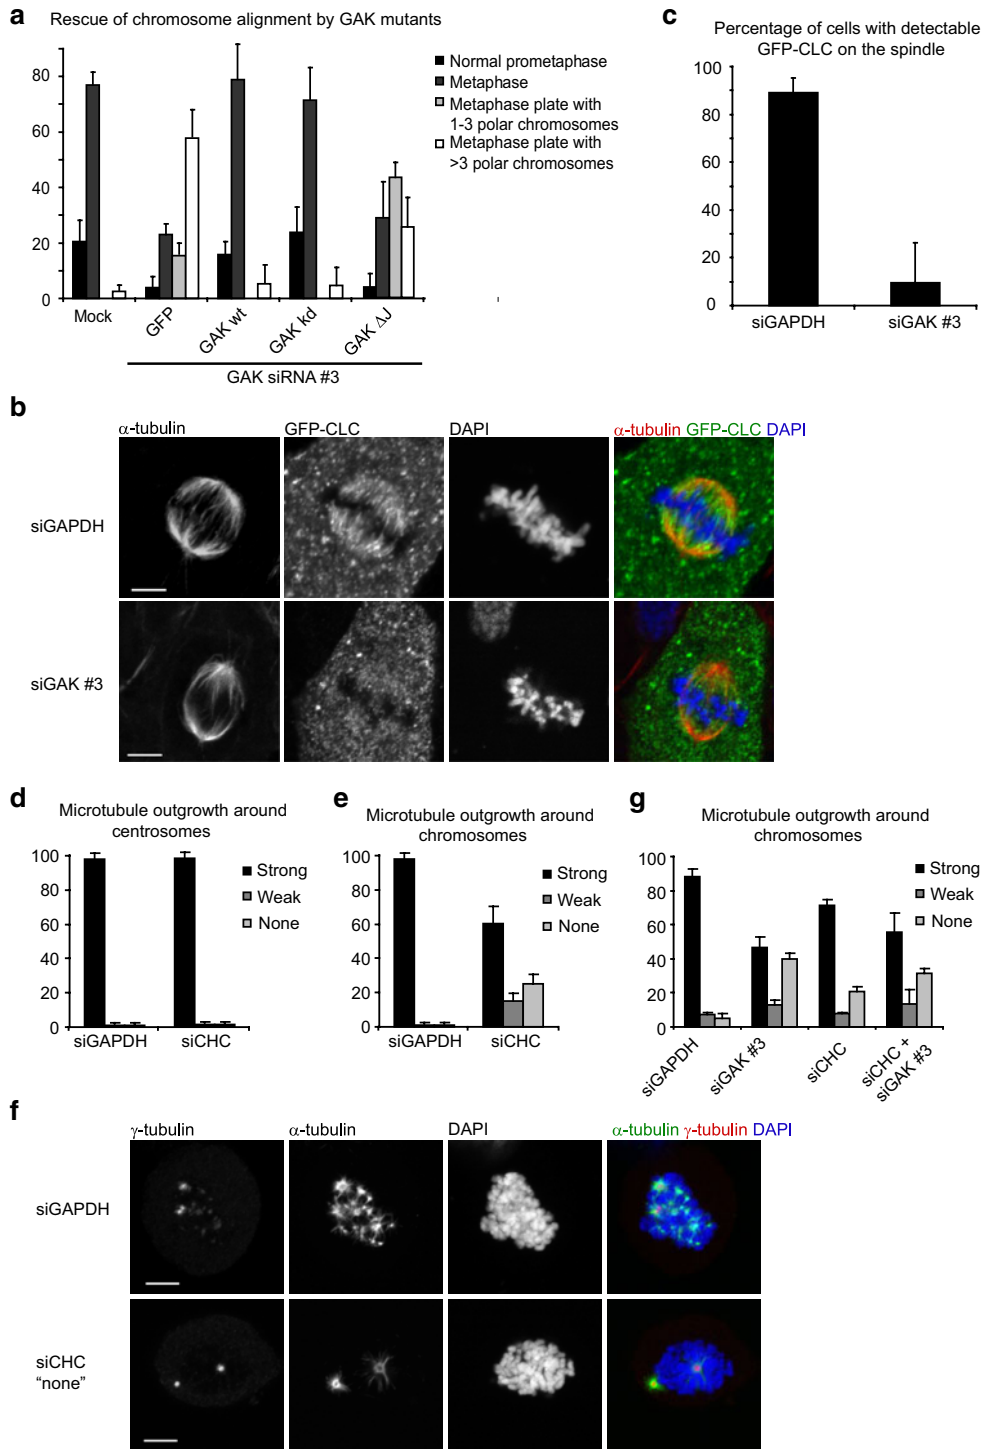 a
Rescue of chromosome alignment by GAK mutants
80
60
40
20
0
Normal prometaphase
Metaphase
Metaphase plate with
1-3 polar chromosomes
Metaphase plate with
>3 polar chromosomes
Mock
GFP
GAK wt
GAK kd
GAK ΔJ
GAK siRNA #3
c
Percentage of cells with detectable
GFP-CLC on the spindle
100
80
60
40
20
0
siGAPDH
siGAK #3
b
α-tubulin
GFP-CLC
DAPI
α-tubulin GFP-CLC DAPI
siGAPDH
siGAK #3
d
Microtubule outgrowth around
centrosomes
100
80
60
40
20
0
Strong
Weak
None
siGAPDH
siCHC
e
Microtubule outgrowth around
chromosomes
100
80
60
40
20
0
Strong
Weak
None
siGAPDH
siCHC
g
Microtubule outgrowth around
chromosomes
100
80
60
40
20
0
Strong
Weak
None
siGAPDH
siGAK #3
siCHC
siCHC +
siGAK #3
f
γ-tubulin
α-tubulin
DAPI
α-tubulin γ-tubulin DAPI
siGAPDH
siCHC
"none"